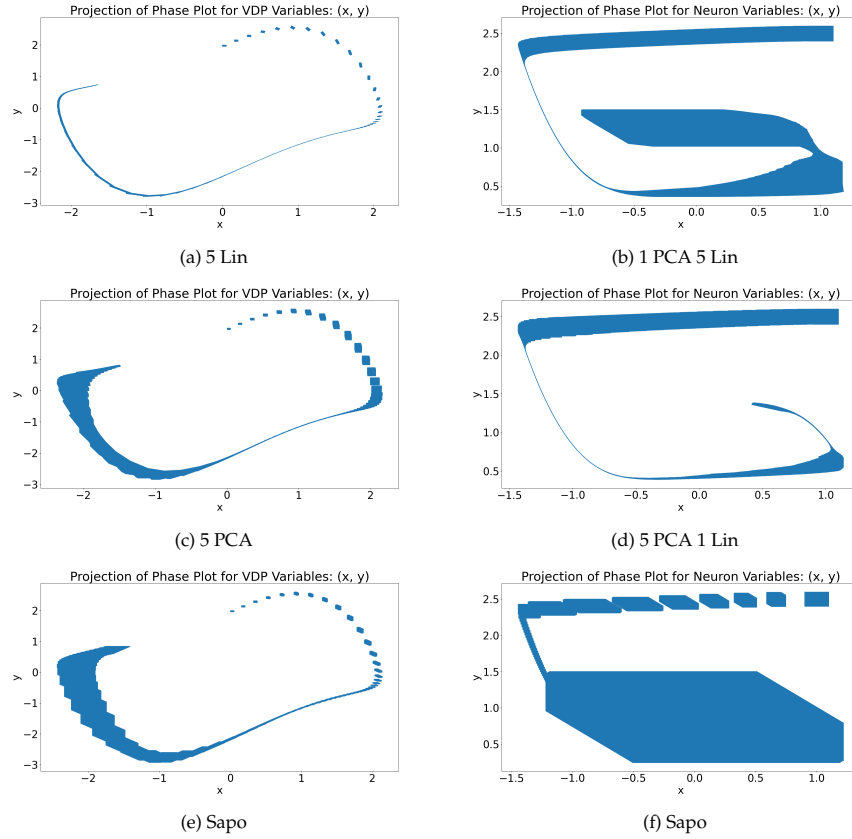 Projection of Phase Plot for VDP Variables: (x, y)
3
2
1
0
−1
−2
−3
y
−2
−1
0
1
2
x
(a) 5 Lin
Projection of Phase Plot for Neuron Variables: (x, y)
2.5
2.0
1.5
1.0
0.5
y
−1.5
−1.0
−0.5
0.0
0.5
1.0
x
(b) 1 PCA 5 Lin
Projection of Phase Plot for VDP Variables: (x, y)
2
1
0
−1
−2
−3
y
−2
−1
0
1
2
x
(c) 5 PCA
Projection of Phase Plot for Neuron Variables: (x, y)
2.5
2.0
1.5
1.0
0.5
y
−1.5
−1.0
−0.5
0.0
0.5
1.0
x
(d) 5 PCA 1 Lin
Projection of Phase Plot for VDP Variables: (x, y)
2
1
0
−1
−2
−3
y
−2
−1
0
1
2
x
(e) Sapo
Projection of Phase Plot for Neuron Variables: (x, y)
2.5
2.0
1.5
1.0
0.5
y
−1.5
−1.0
−0.5
0.0
0.5
1.0
x
(f) Sapo